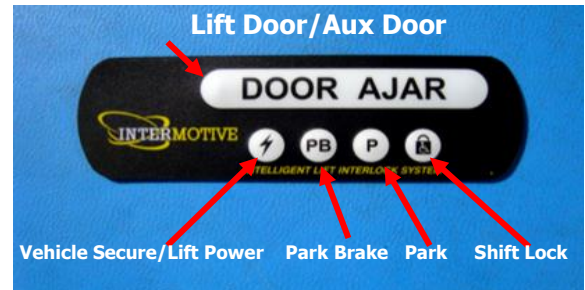 Lift Door/Aux Door
DOOR AJAR
INTERMOTIVE
PB P
INTELLIGENT LIFT INTERLOCK SYSTEM
Vehicle Secure/Lift Power Park Brake Park Shift Lock